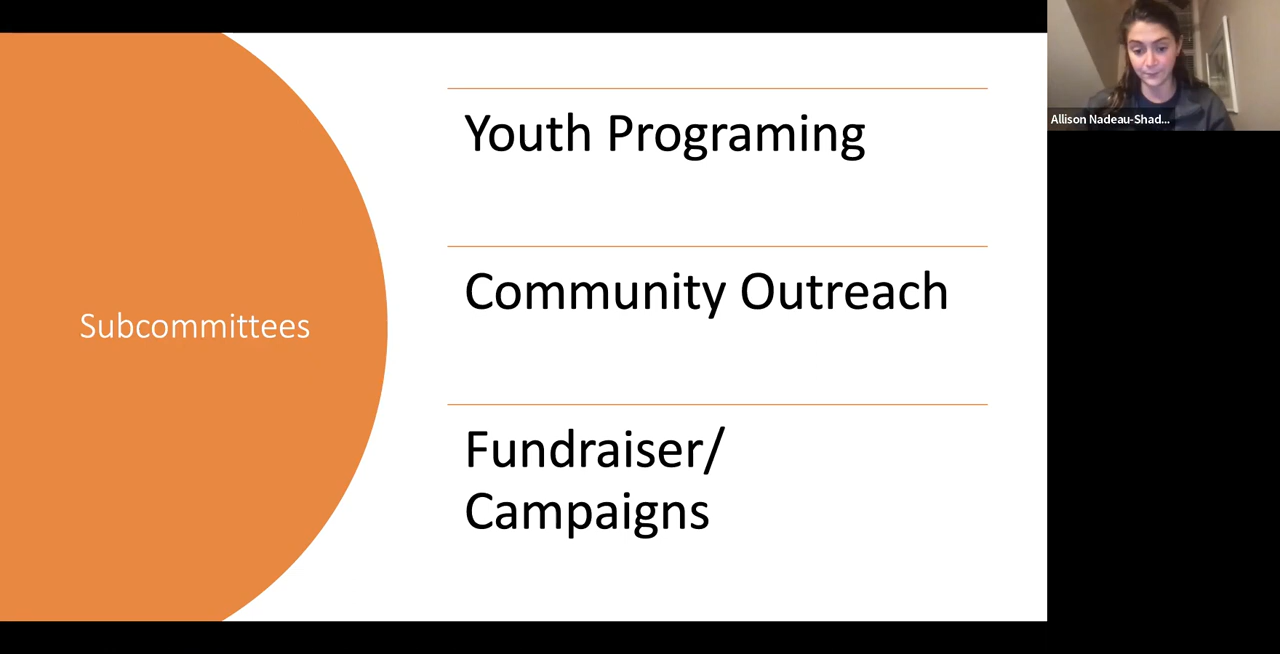 Subcommittees
Youth Programing
Community Outreach
Fundraiser/
Campaigns
Allison Nadeau-Shad...